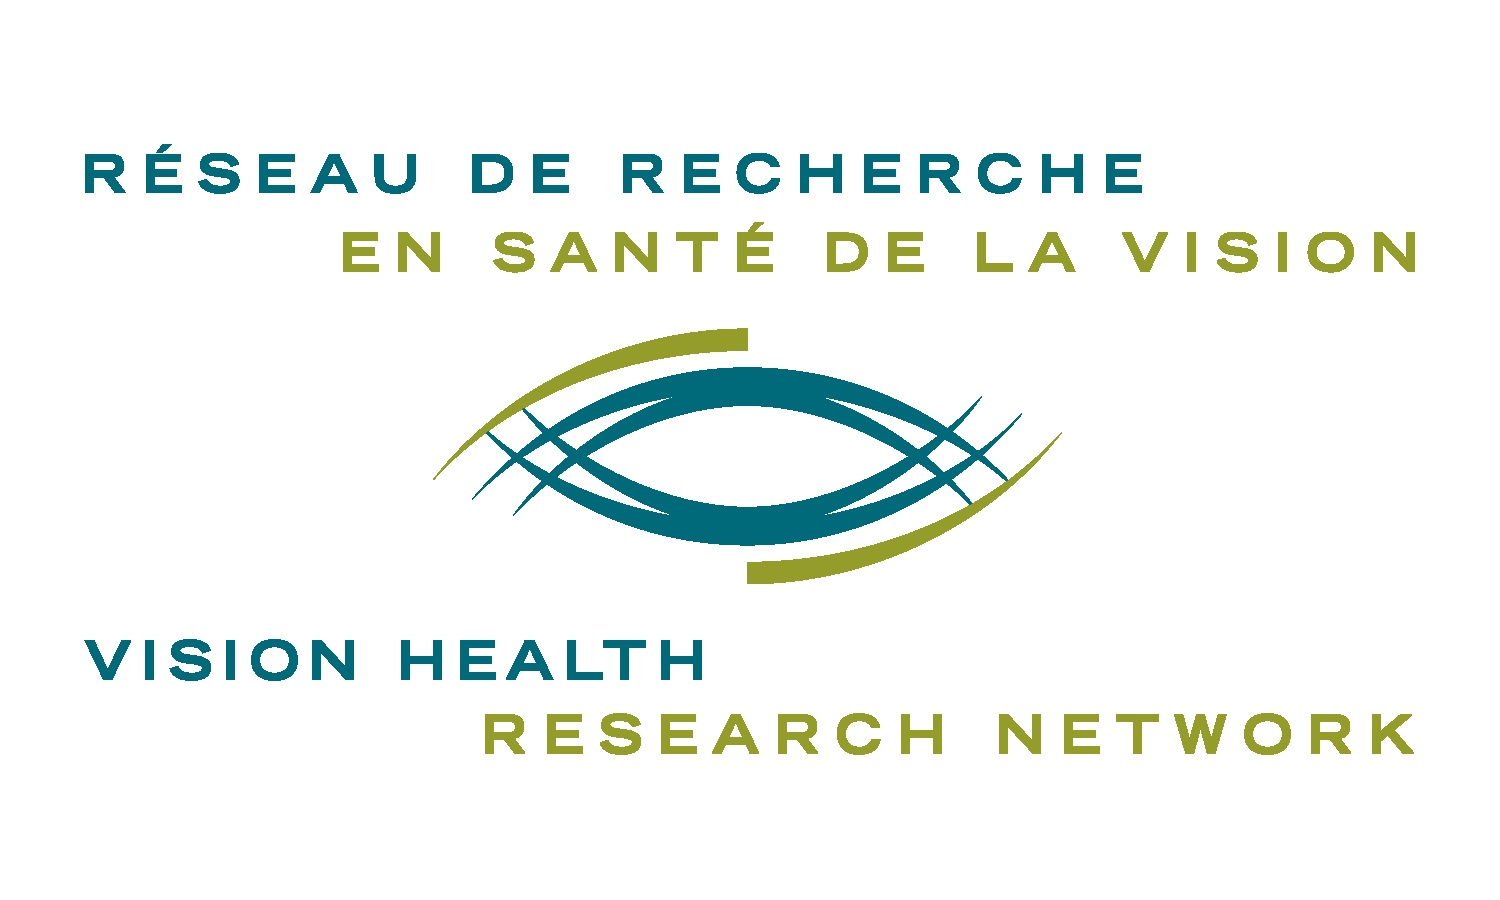 RÉSEAU DE RECHERCHE
EN SANTÉ DE LA VISION
VISION HEALTH
RESEARCH NETWORK